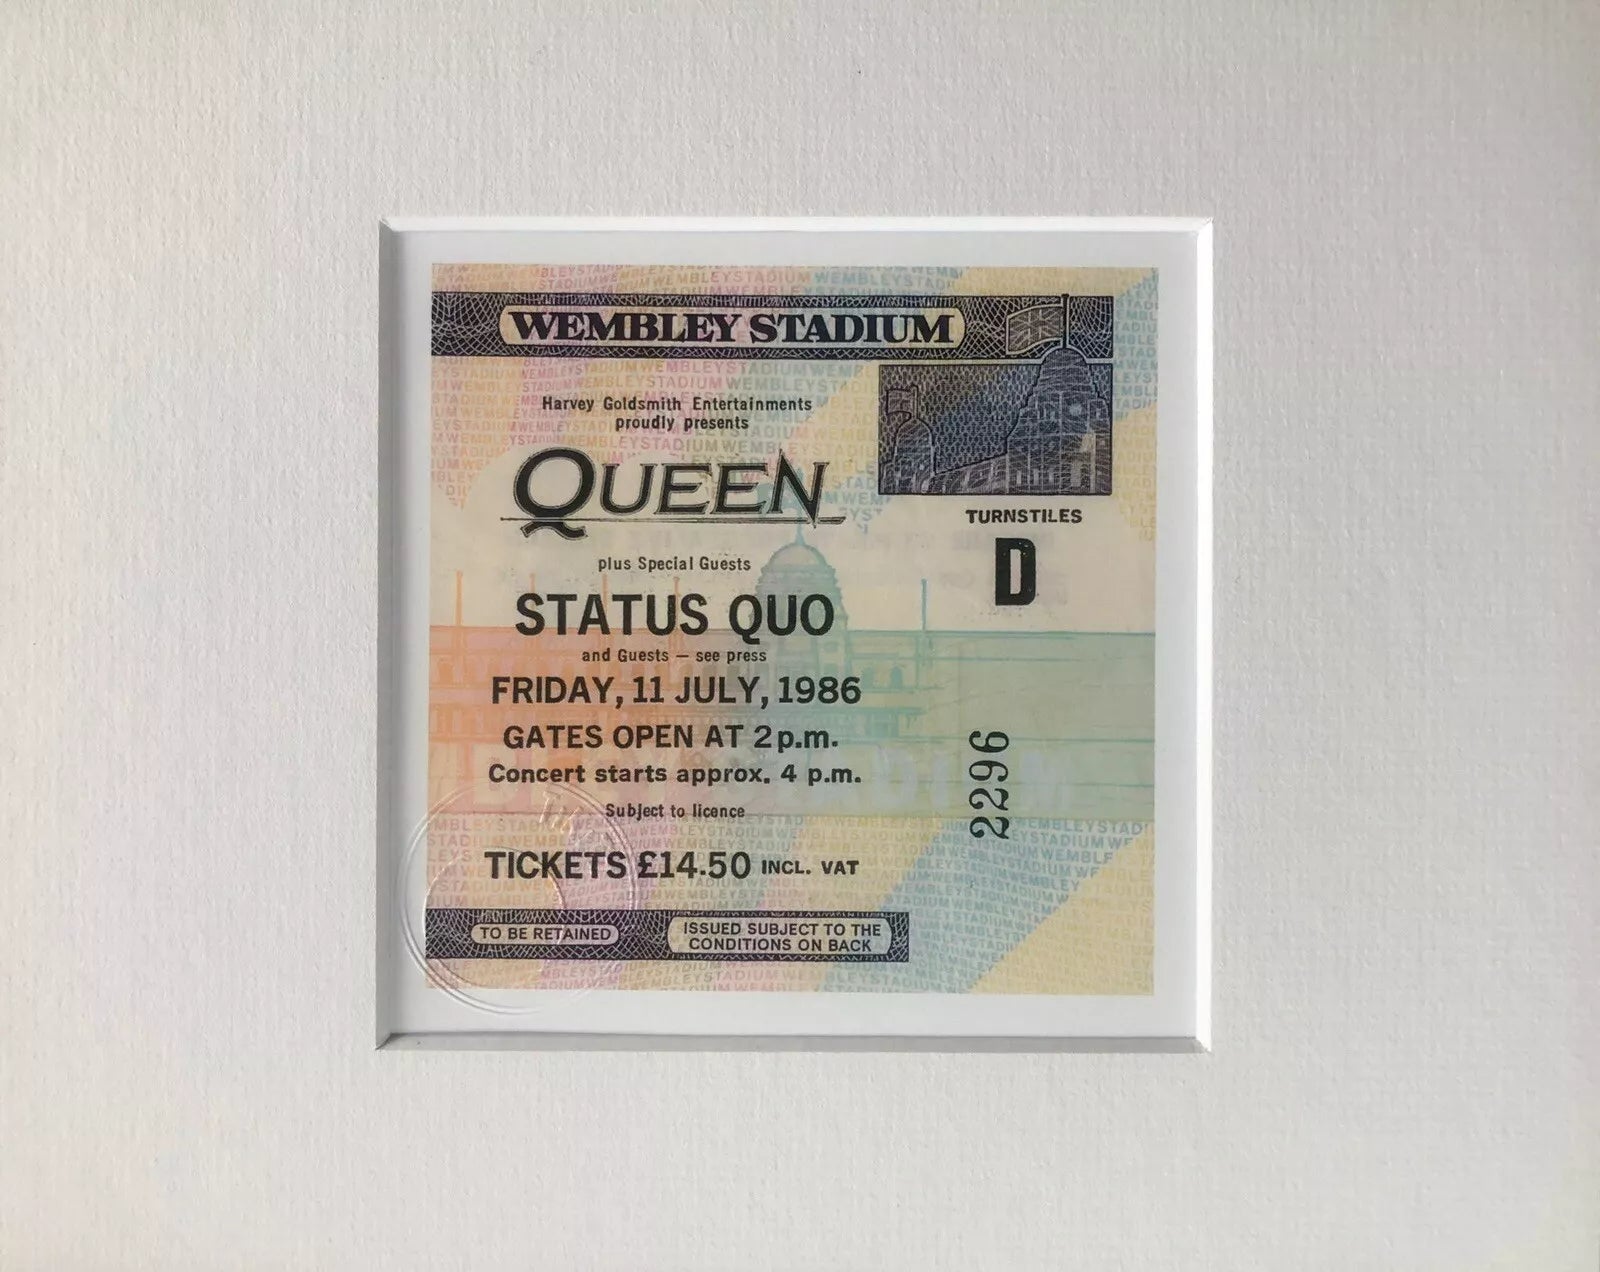 WEMBLEY STADIUM
Harvey Goldsmith Entertainments
proudly presents
QUEEN
plus Special Guests
STATUS QUO
and Guests — see press
FRIDAY, 11 JULY, 1986
GATES OPEN AT 2 p.m.
Concert starts approx. 4 p.m.
Subject to licence
TICKETS £14.50 INCL. VAT
TO BE RETAINED
ISSUED SUBJECT TO THE
CONDITIONS ON BACK
TURNSTILES
D
2296